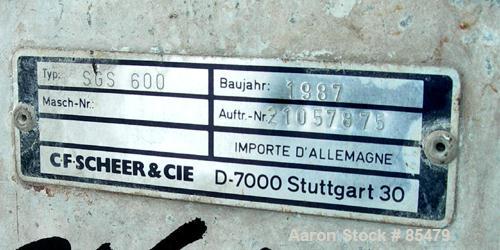 Typ: SGS 600
Baujahr: 1987
Masch-Nr.:
Auftr.-Nr. 21057875
IMPORTE D'ALLEMAGNE
C·F·SCHEER & CIE D-7000 Stuttgart 30
Aaron Stock # 85479